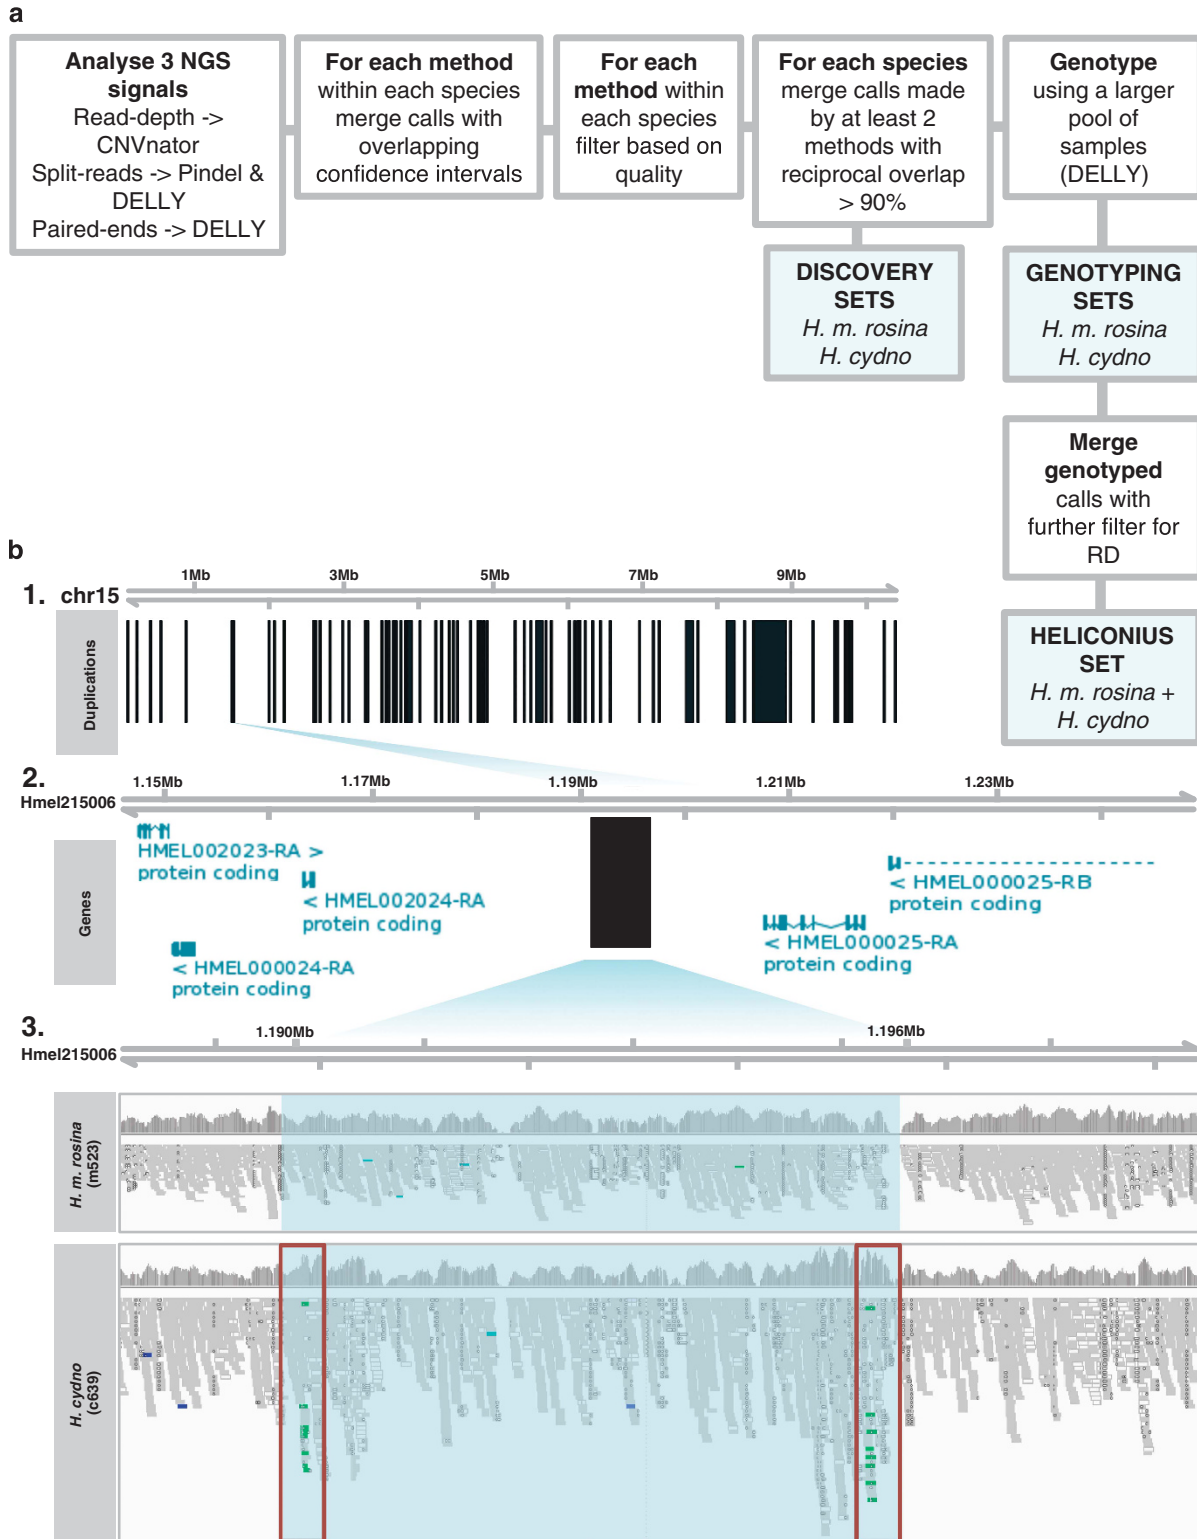 a
Analyse 3 NGS
signals
Read-depth ->
CNVnator
Split-reads -> Pindel &
DELLY
Paired-ends -> DELLY
For each method
within each species
merge calls with
overlapping
confidence intervals
For each
method within
each species
filter based on
quality
For each species
merge calls made
by at least 2
methods with
reciprocal overlap
> 90%
Genotype
using a larger
pool of
samples
(DELLY)
DISCOVERY
SETS
H. m. rosina
H. cydno
GENOTYPING
SETS
H. m. rosina
H. cydno
Merge
genotyped
calls with
further filter for
RD
HELICONIUS
SET
H. m. rosina +
H. cydno
b
1. chr15
1Mb 3Mb 5Mb 7Mb 9Mb
Duplications
2.
Hmel215006
1.15Mb 1.17Mb 1.19Mb 1.21Mb 1.23Mb
Genes
HMEL002023-RA >
protein coding
< HMEL002024-RA
protein coding
< HMEL000024-RA
protein coding
< HMEL000025-RB
protein coding
< HMEL000025-RA
protein coding
3.
Hmel215006
1.190Mb 1.196Mb
H. m. rosina
(m523)
H. cydno
(c639)